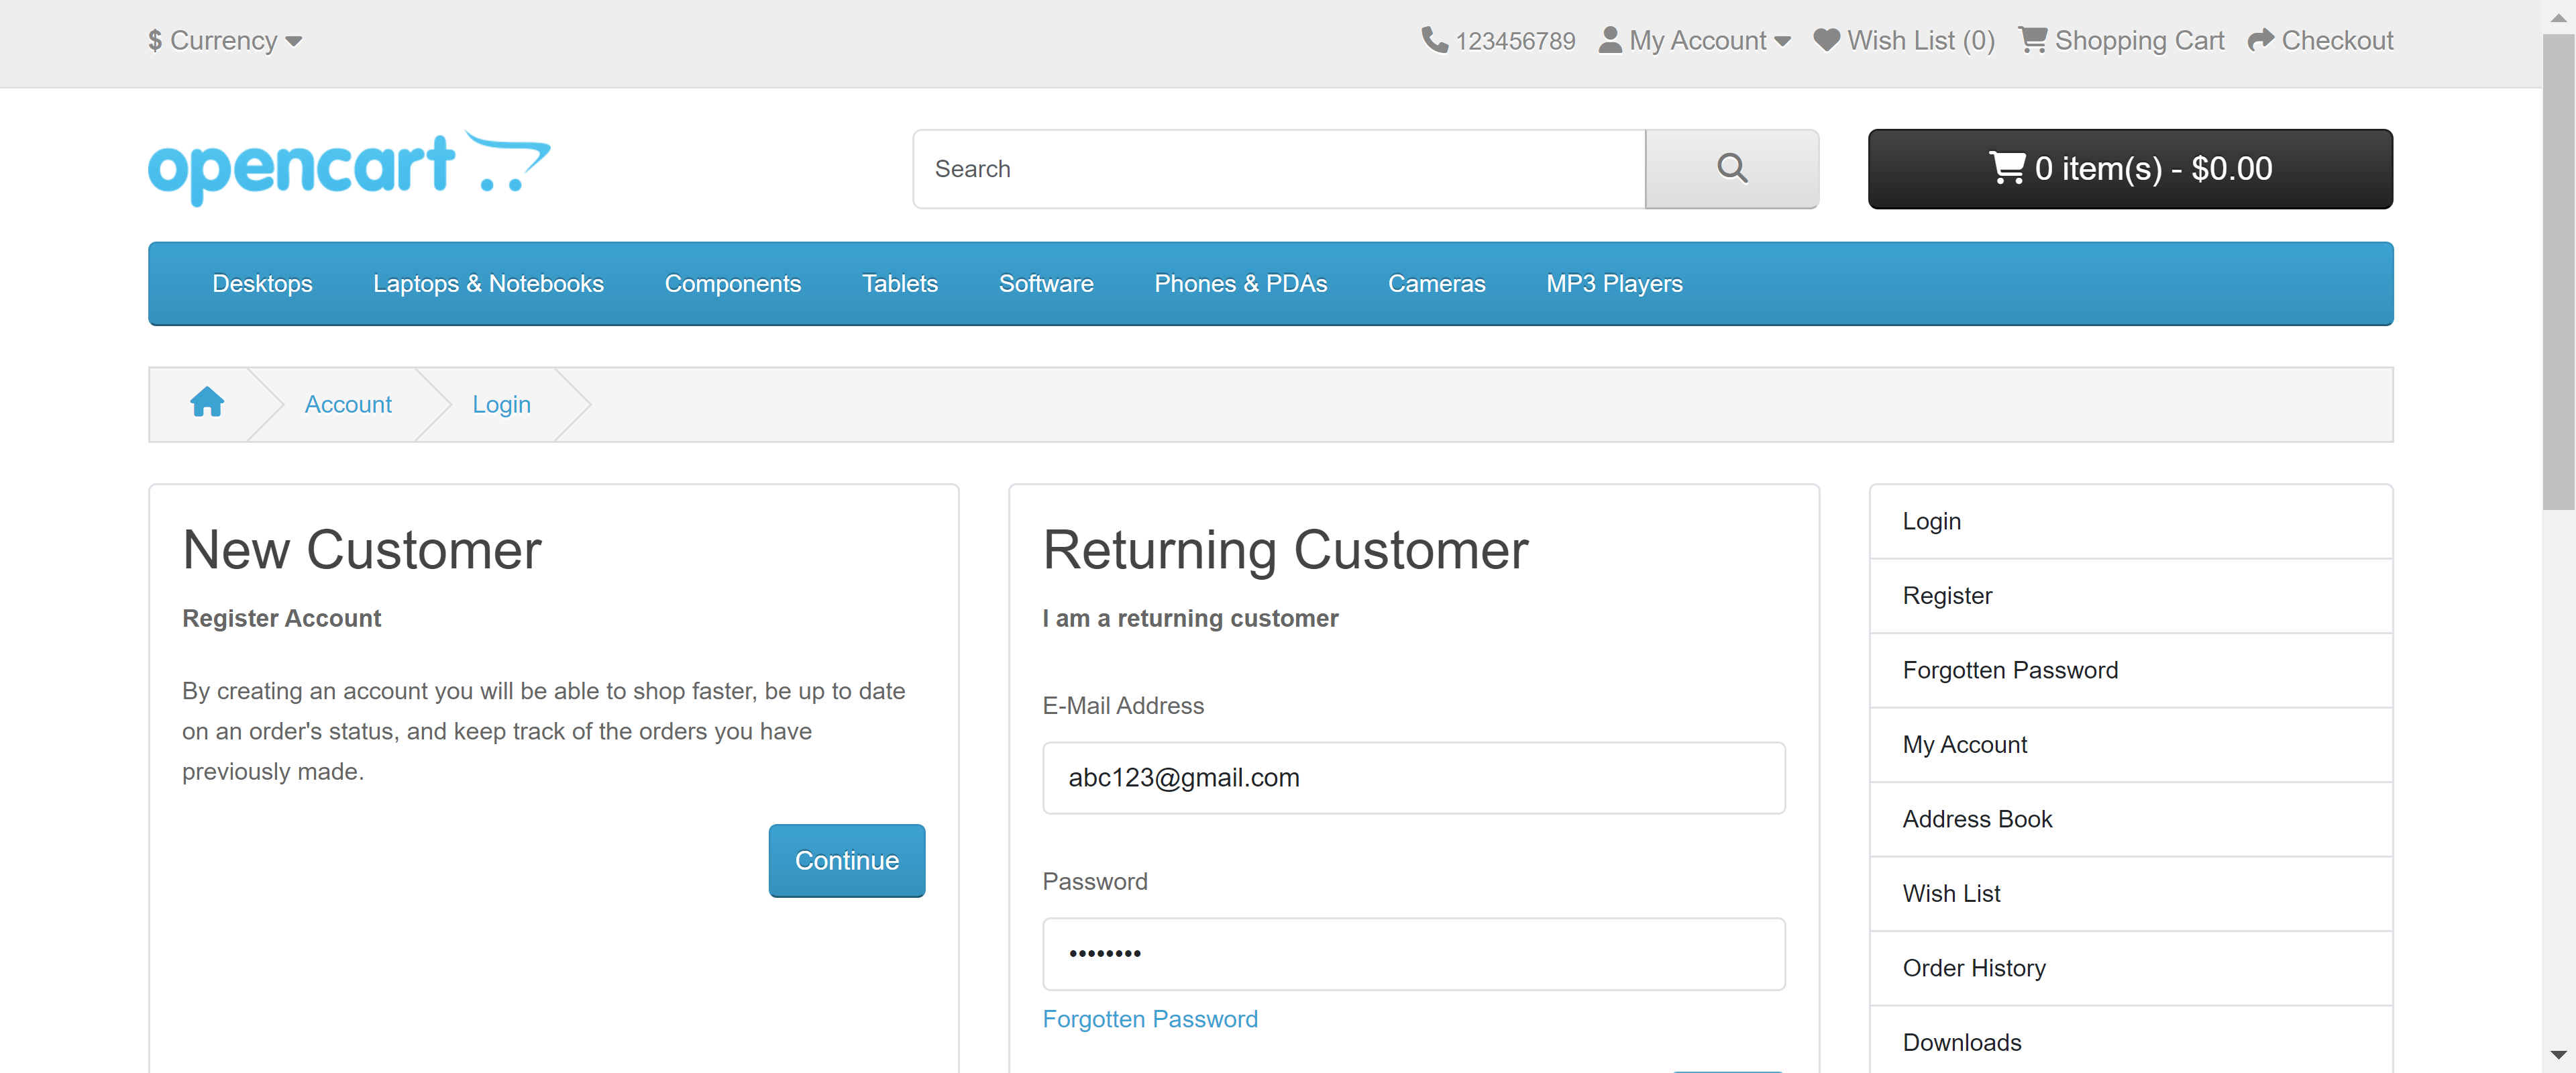 $ Currency
123456789 My Account Wish List (0) Shopping Cart Checkout
opencart
Search
0 item(s) - $0.00
Desktops Laptops & Notebooks Components Tablets Software Phones & PDAs Cameras MP3 Players
Account Login
New Customer
Register Account
By creating an account you will be able to shop faster, be up to date
on an order's status, and keep track of the orders you have
previously made.
Continue
Returning Customer
I am a returning customer
E-Mail Address
abc123@gmail.com
Password
••••••••
Forgotten Password
Login
Register
Forgotten Password
My Account
Address Book
Wish List
Order History
Downloads